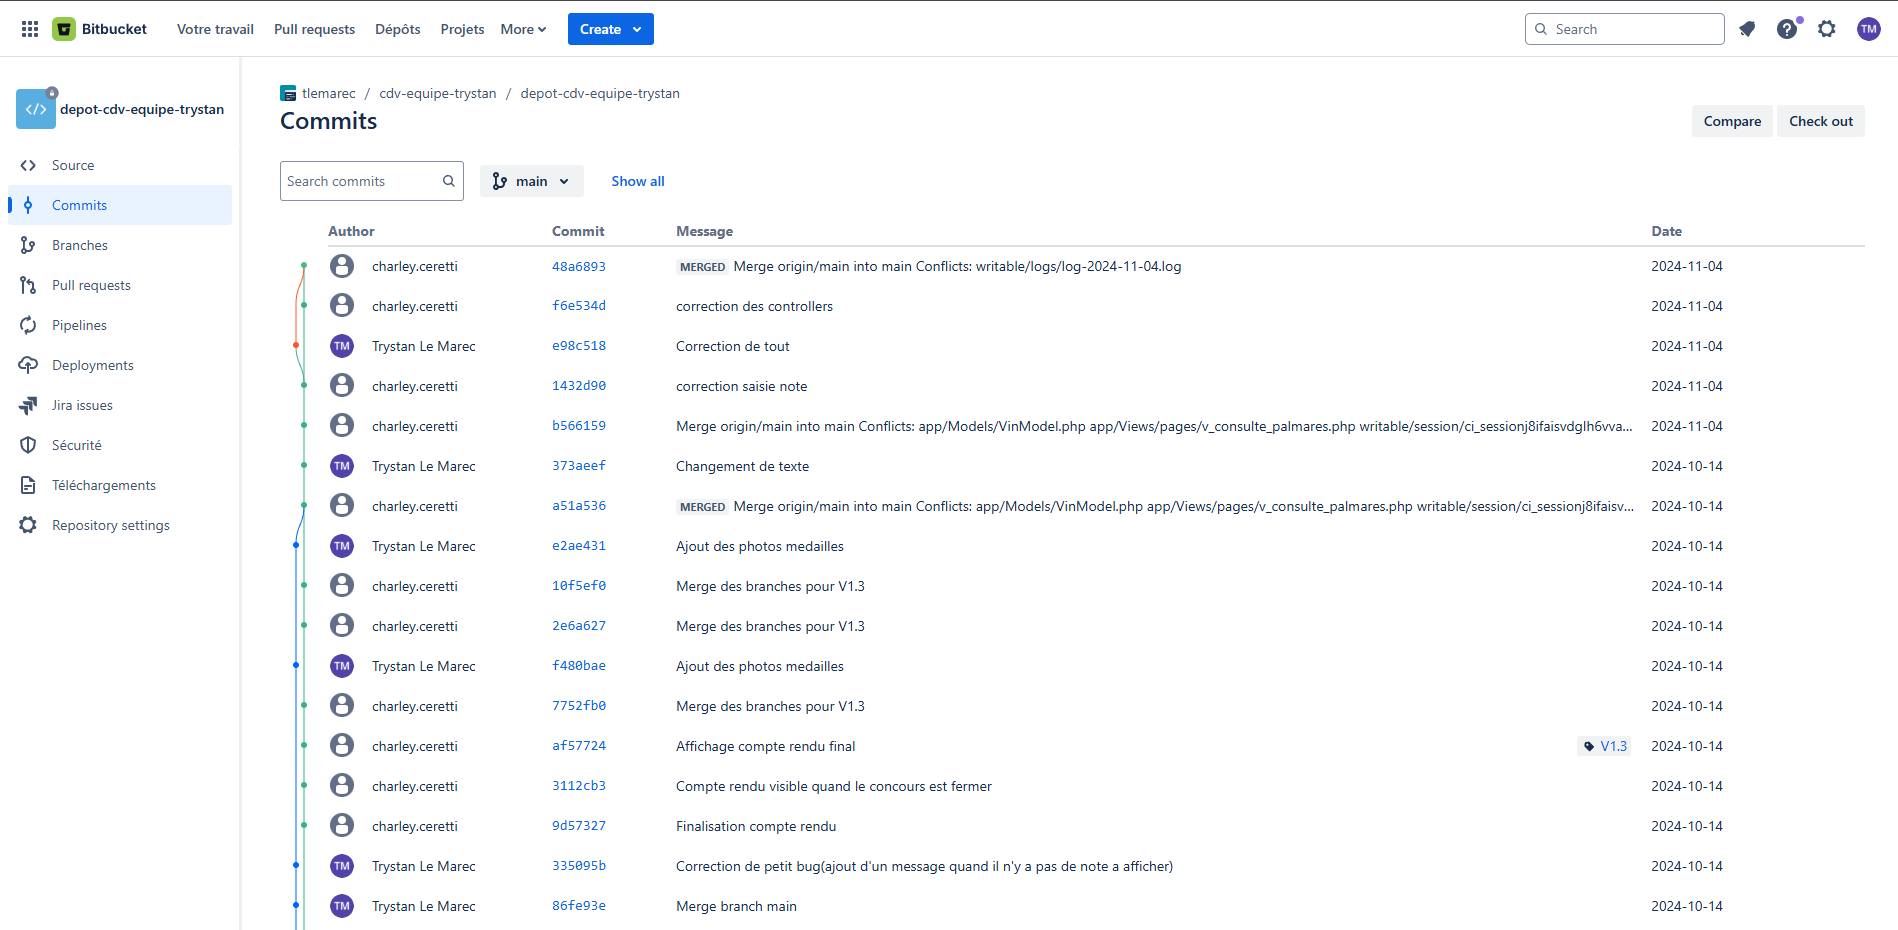 Bitbucket Votre travail Pull requests Dépôts Projets More Create Search TM
depot-cdv-equipe-trystan
Source
Commits
Branches
Pull requests
Pipelines
Deployments
Jira issues
Sécurité
Téléchargements
Repository settings
tlemarec / cdv-equipe-trystan / depot-cdv-equipe-trystan
Commits
Compare Check out
Search commits main Show all
Author Commit Message Date
charley.ceretti 48a6893 MERGED Merge origin/main into main Conflicts: writable/logs/log-2024-11-04.log 2024-11-04
charley.ceretti f6e534d correction des controllers 2024-11-04
TM Trystan Le Marec e98c518 Correction de tout 2024-11-04
charley.ceretti 1432d90 correction saisie note 2024-11-04
charley.ceretti b566159 Merge origin/main into main Conflicts: app/Models/VinModel.php app/Views/pages/v_consulte_palmares.php writable/session/ci_sessionj8ifaisvdglh6vva... 2024-11-04
TM Trystan Le Marec 373aeef Changement de texte 2024-10-14
charley.ceretti a51a536 MERGED Merge origin/main into main Conflicts: app/Models/VinModel.php app/Views/pages/v_consulte_palmares.php writable/session/ci_sessionj8ifaisv... 2024-10-14
TM Trystan Le Marec e2ae431 Ajout des photos medailles 2024-10-14
charley.ceretti 10f5ef0 Merge des branches pour V1.3 2024-10-14
charley.ceretti 2e6a627 Merge des branches pour V1.3 2024-10-14
TM Trystan Le Marec f480bae Ajout des photos medailles 2024-10-14
charley.ceretti 7752fb0 Merge des branches pour V1.3 2024-10-14
charley.ceretti af57724 Affichage compte rendu final V1.3 2024-10-14
charley.ceretti 3112cb3 Compte rendu visible quand le concours est fermer 2024-10-14
charley.ceretti 9d57327 Finalisation compte rendu 2024-10-14
TM Trystan Le Marec 335095b Correction de petit bug(ajout d'un message quand il n'y a pas de note a afficher) 2024-10-14
TM Trystan Le Marec 86fe93e Merge branch main 2024-10-14